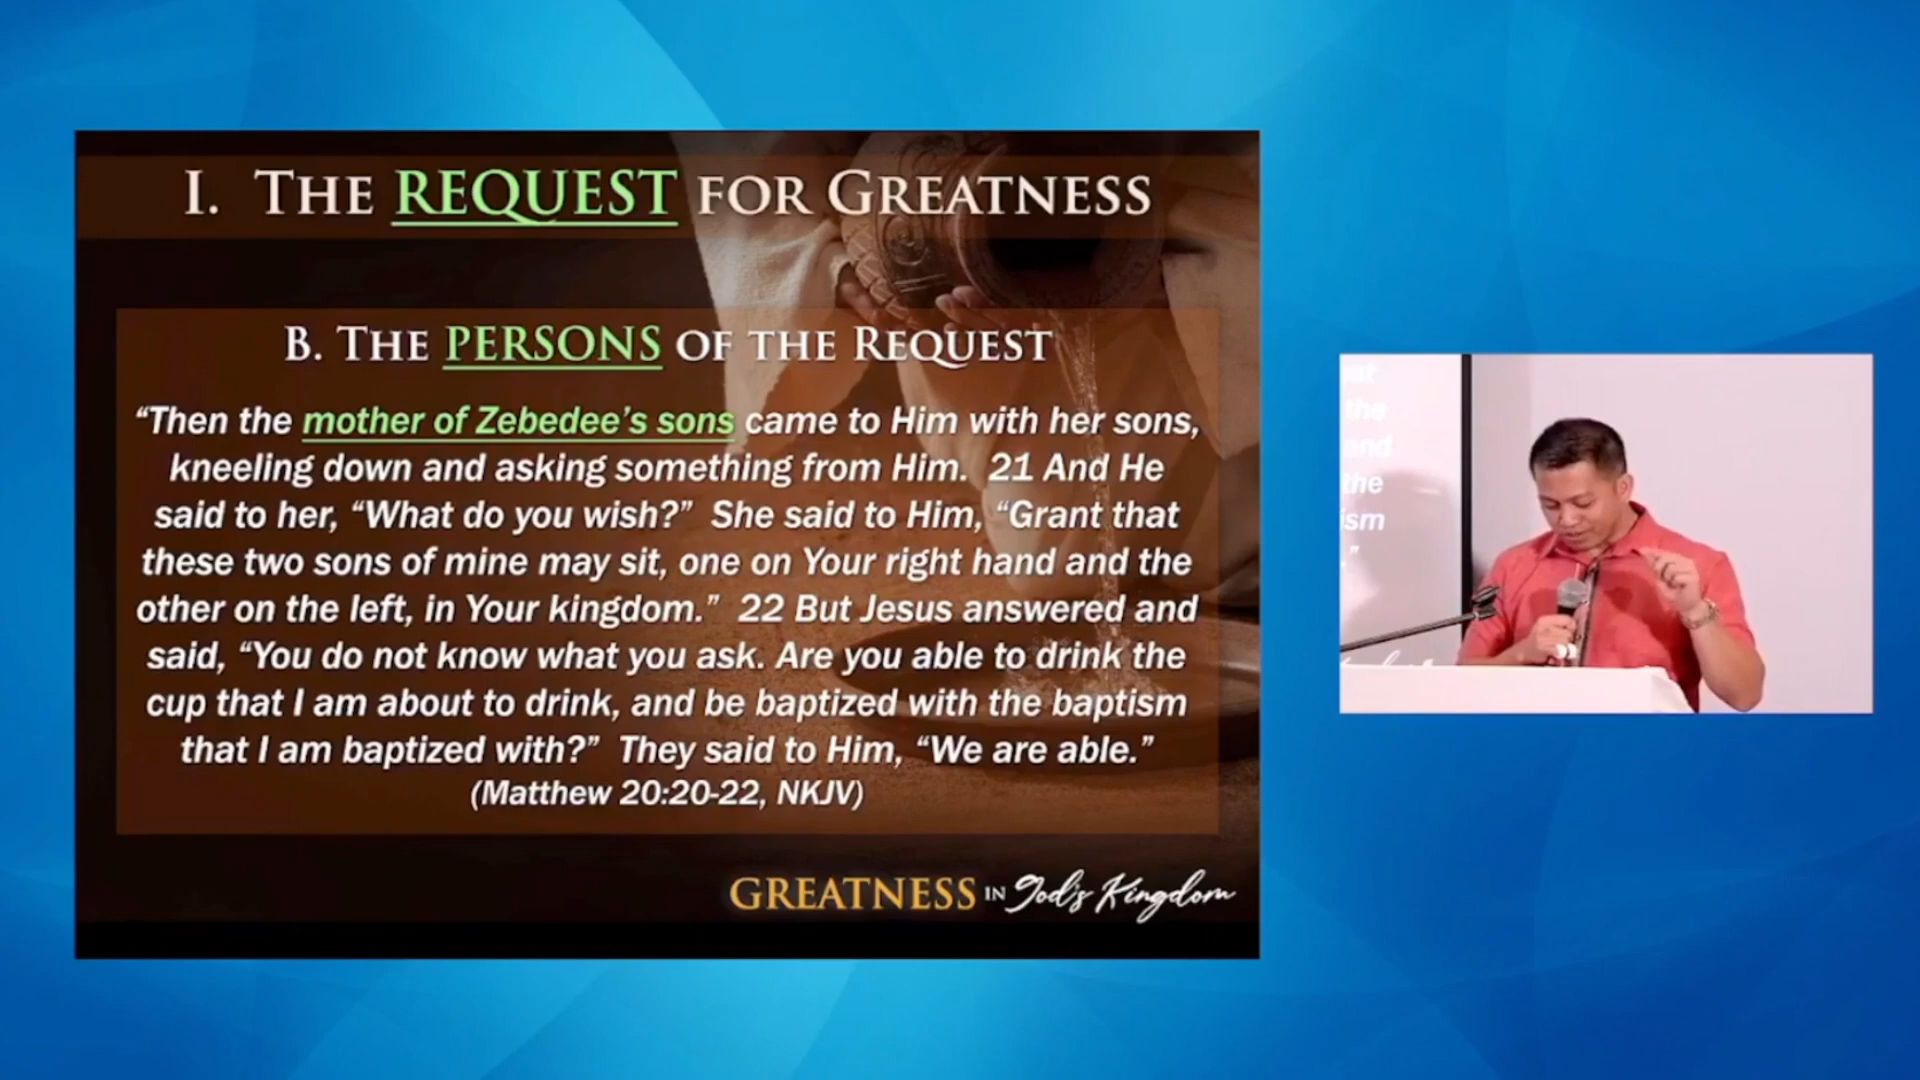 I. THE REQUEST FOR GREATNESS
B. THE PERSONS OF THE REQUEST
“Then the mother of Zebedee’s sons came to Him with her sons,
kneeling down and asking something from Him. 21 And He
said to her, “What do you wish?” She said to Him, “Grant that
these two sons of mine may sit, one on Your right hand and the
other on the left, in Your kingdom.” 22 But Jesus answered and
said, “You do not know what you ask. Are you able to drink the
cup that I am about to drink, and be baptized with the baptism
that I am baptized with?” They said to Him, “We are able.”
(Matthew 20:20-22, NKJV)
GREATNESS IN God's Kingdom
the
and
the
ism
.”